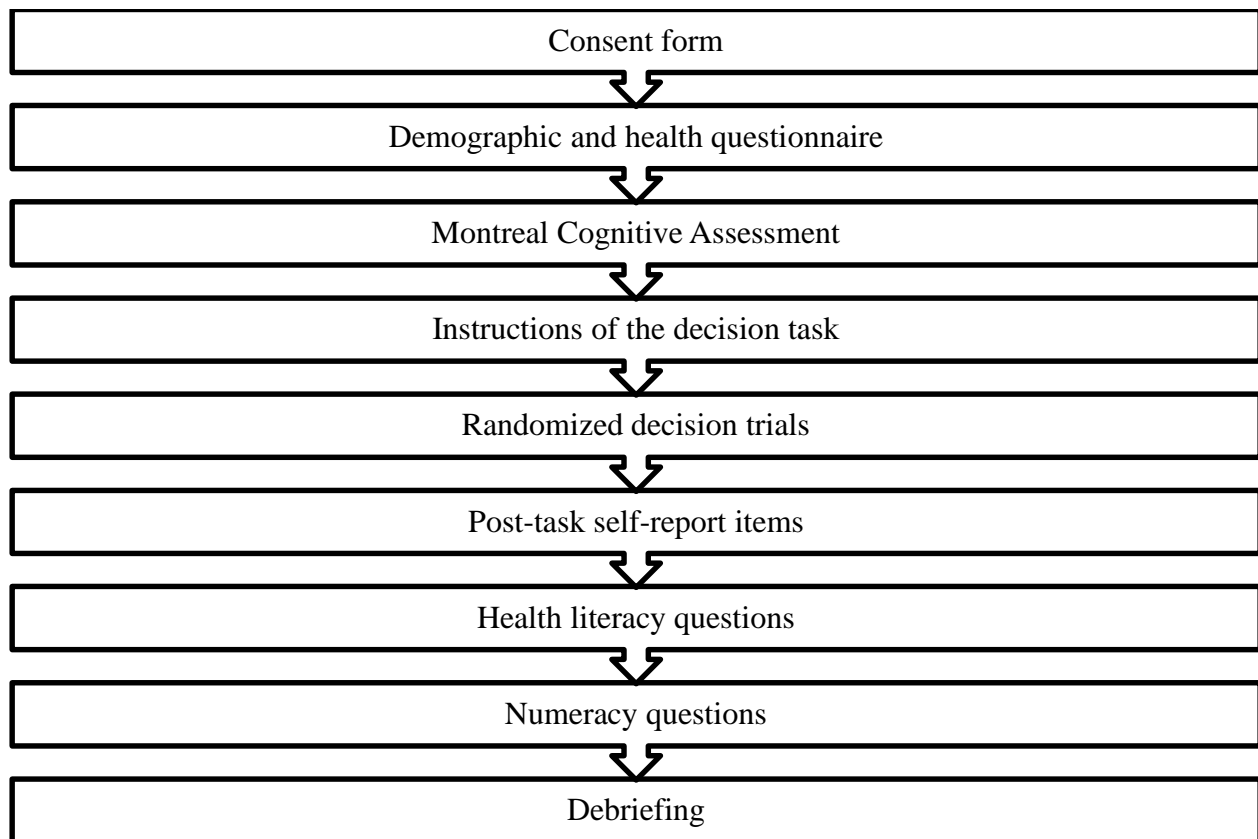 Consent form
Demographic and health questionnaire
Montreal Cognitive Assessment
Instructions of the decision task
Randomized decision trials
Post-task self-report items
Health literacy questions
Numeracy questions
Debriefing